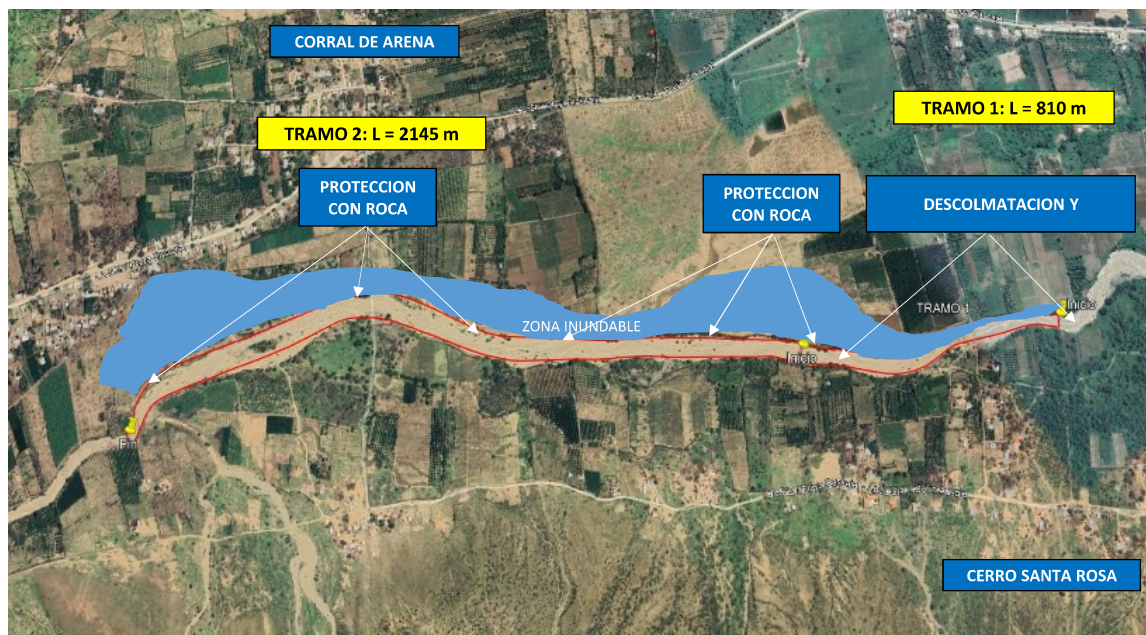 CORRAL DE ARENA
TRAMO 1: L = 810 m
TRAMO 2: L = 2145 m
PROTECCION
CON ROCA
PROTECCION
CON ROCA
DESCOLMATACION Y
TRAMO 1
Inicio
ZONA INUNDABLE
Inicio
Fin
CERRO SANTA ROSA